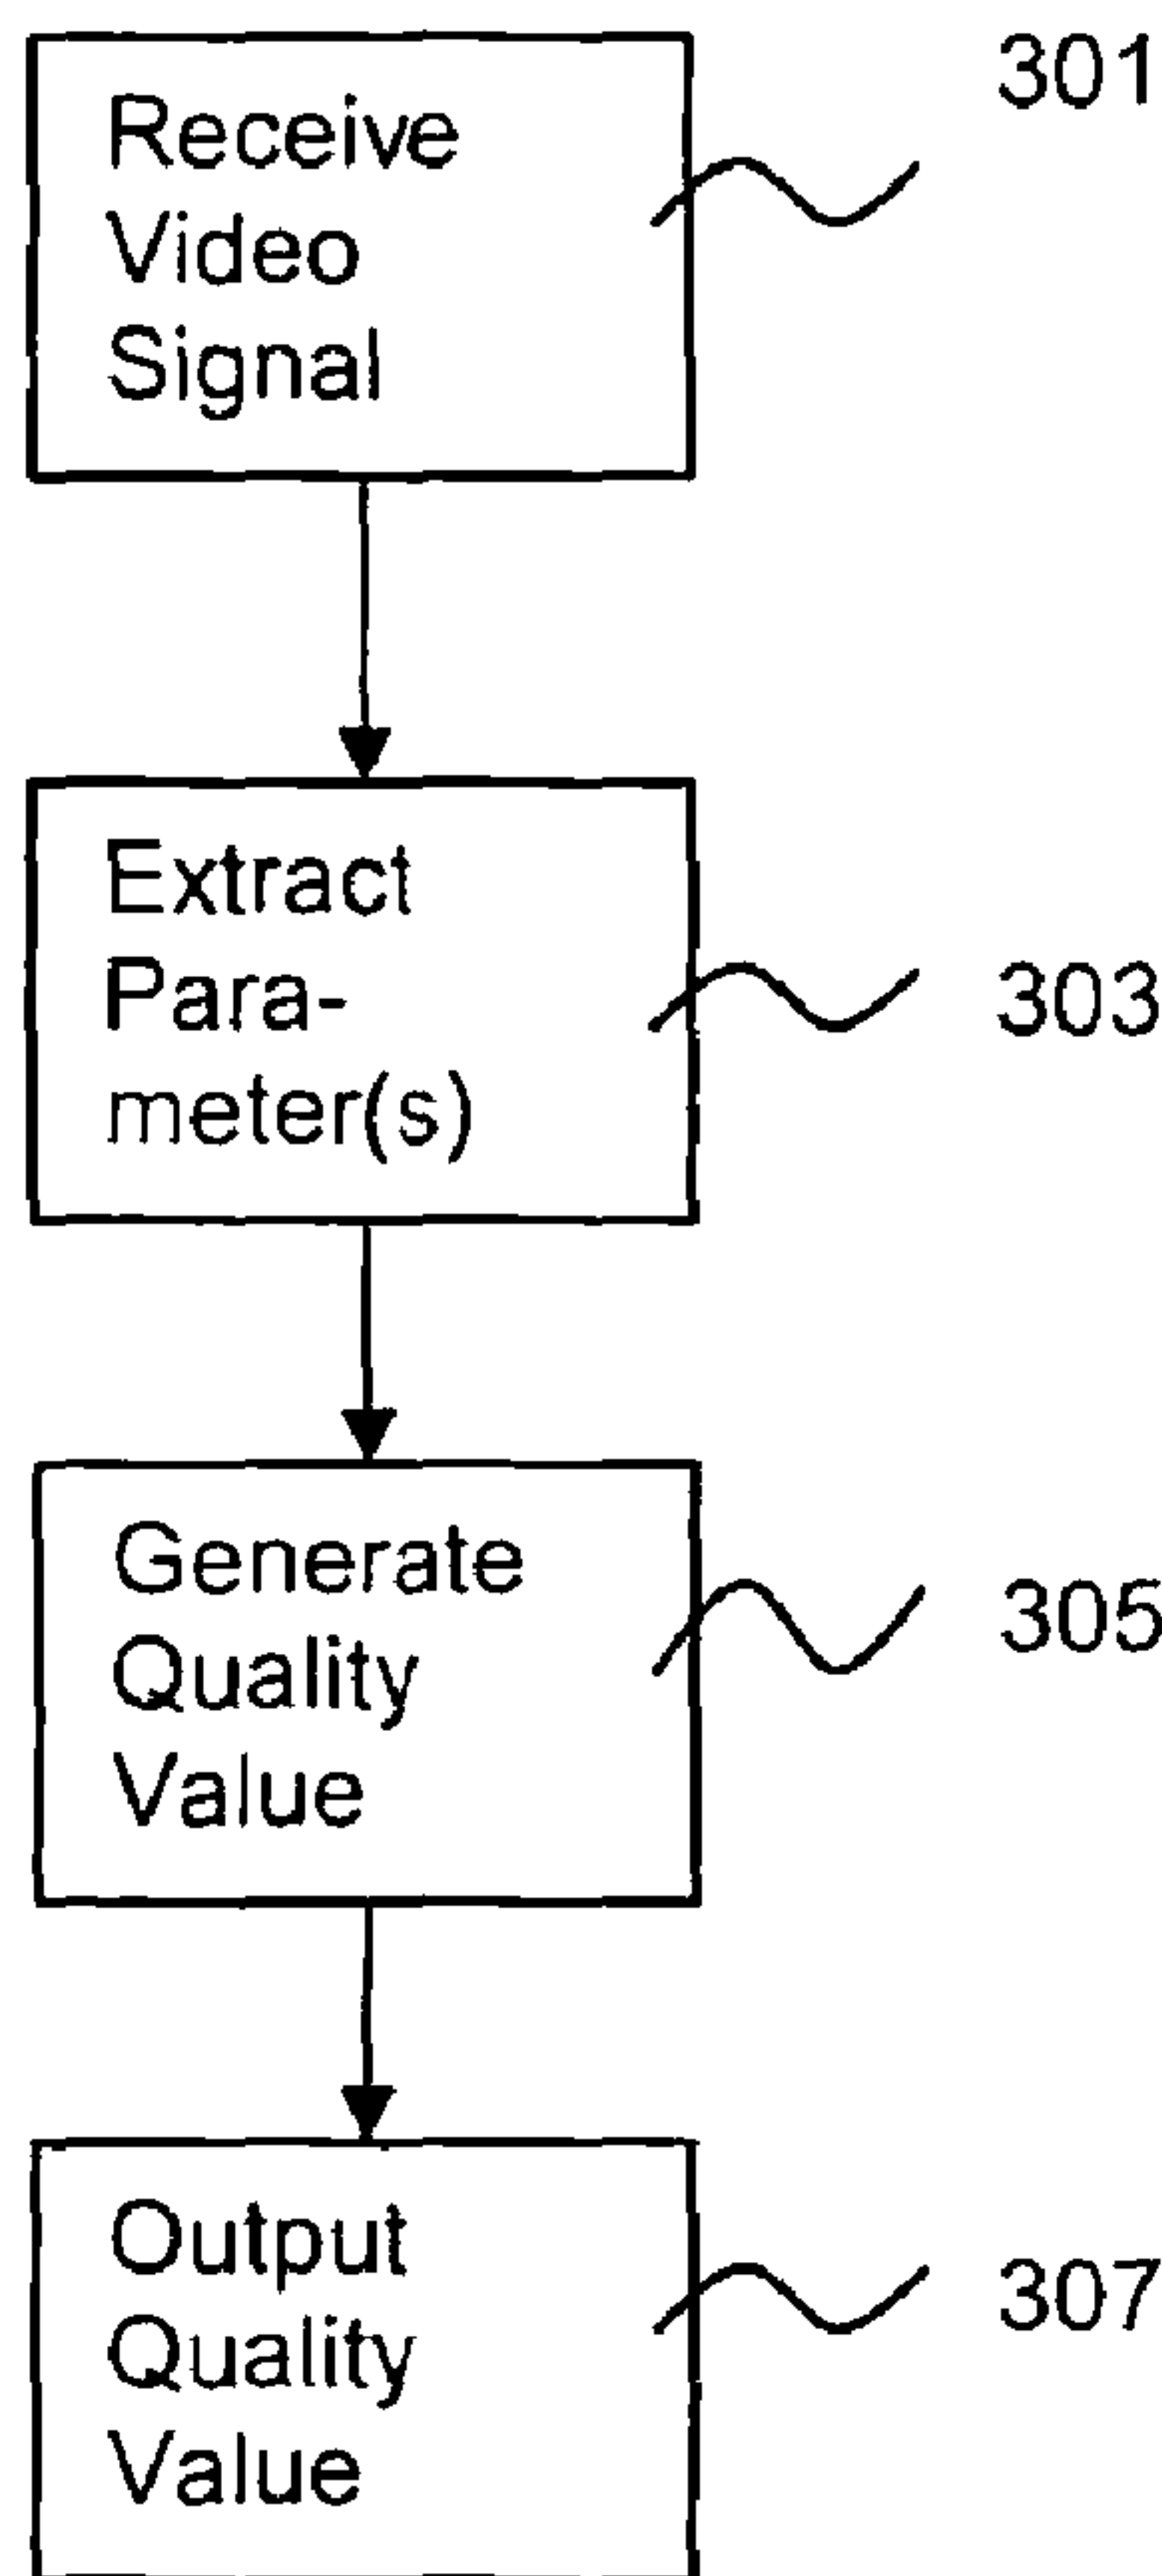 Receive
Video
Signal
301
Extract
Para-
meter(s)
303
Generate
Quality
Value
305
Output
Quality
Value
307